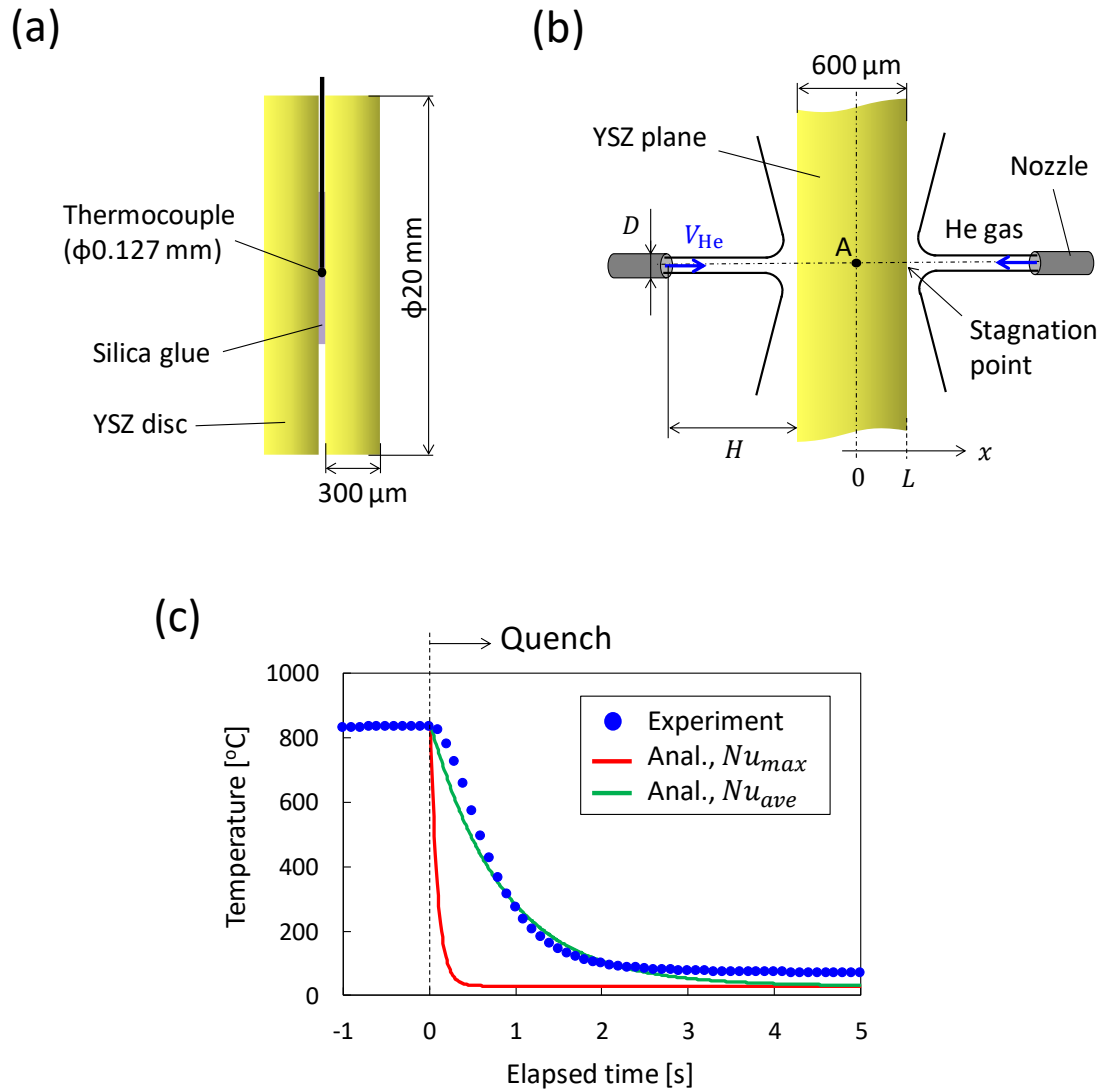 (a)
Thermocouple
(ϕ0.127 mm)
Silica glue
YSZ disc
ϕ20 mm
300 µm
(b)
600 µm
YSZ plane
Nozzle
D
V_He
A
He gas
Stagnation
point
H
x
0
L
(c)
Quench
Temperature [°C]
1000
800
600
400
200
0
Experiment
Anal., Nu_max
Anal., Nu_ave
-1
0
1
2
3
4
5
Elapsed time [s]